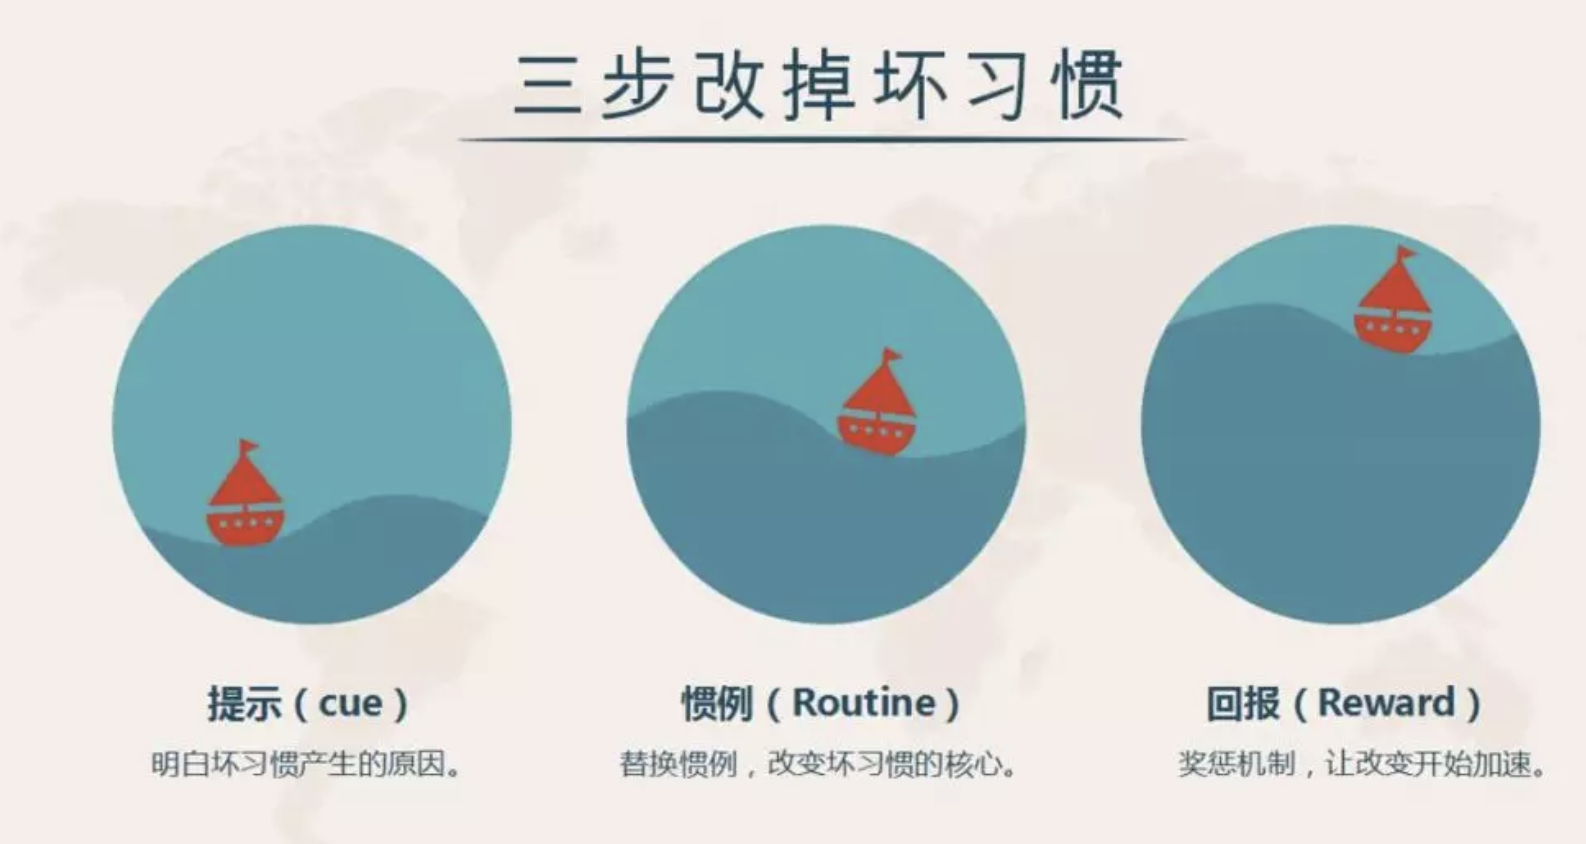 三步改掉坏习惯
提示（cue）
明白坏习惯产生的原因。
惯例（Routine）
替换惯例，改变坏习惯的核心。
回报（Reward）
奖惩机制，让改变开始加速。